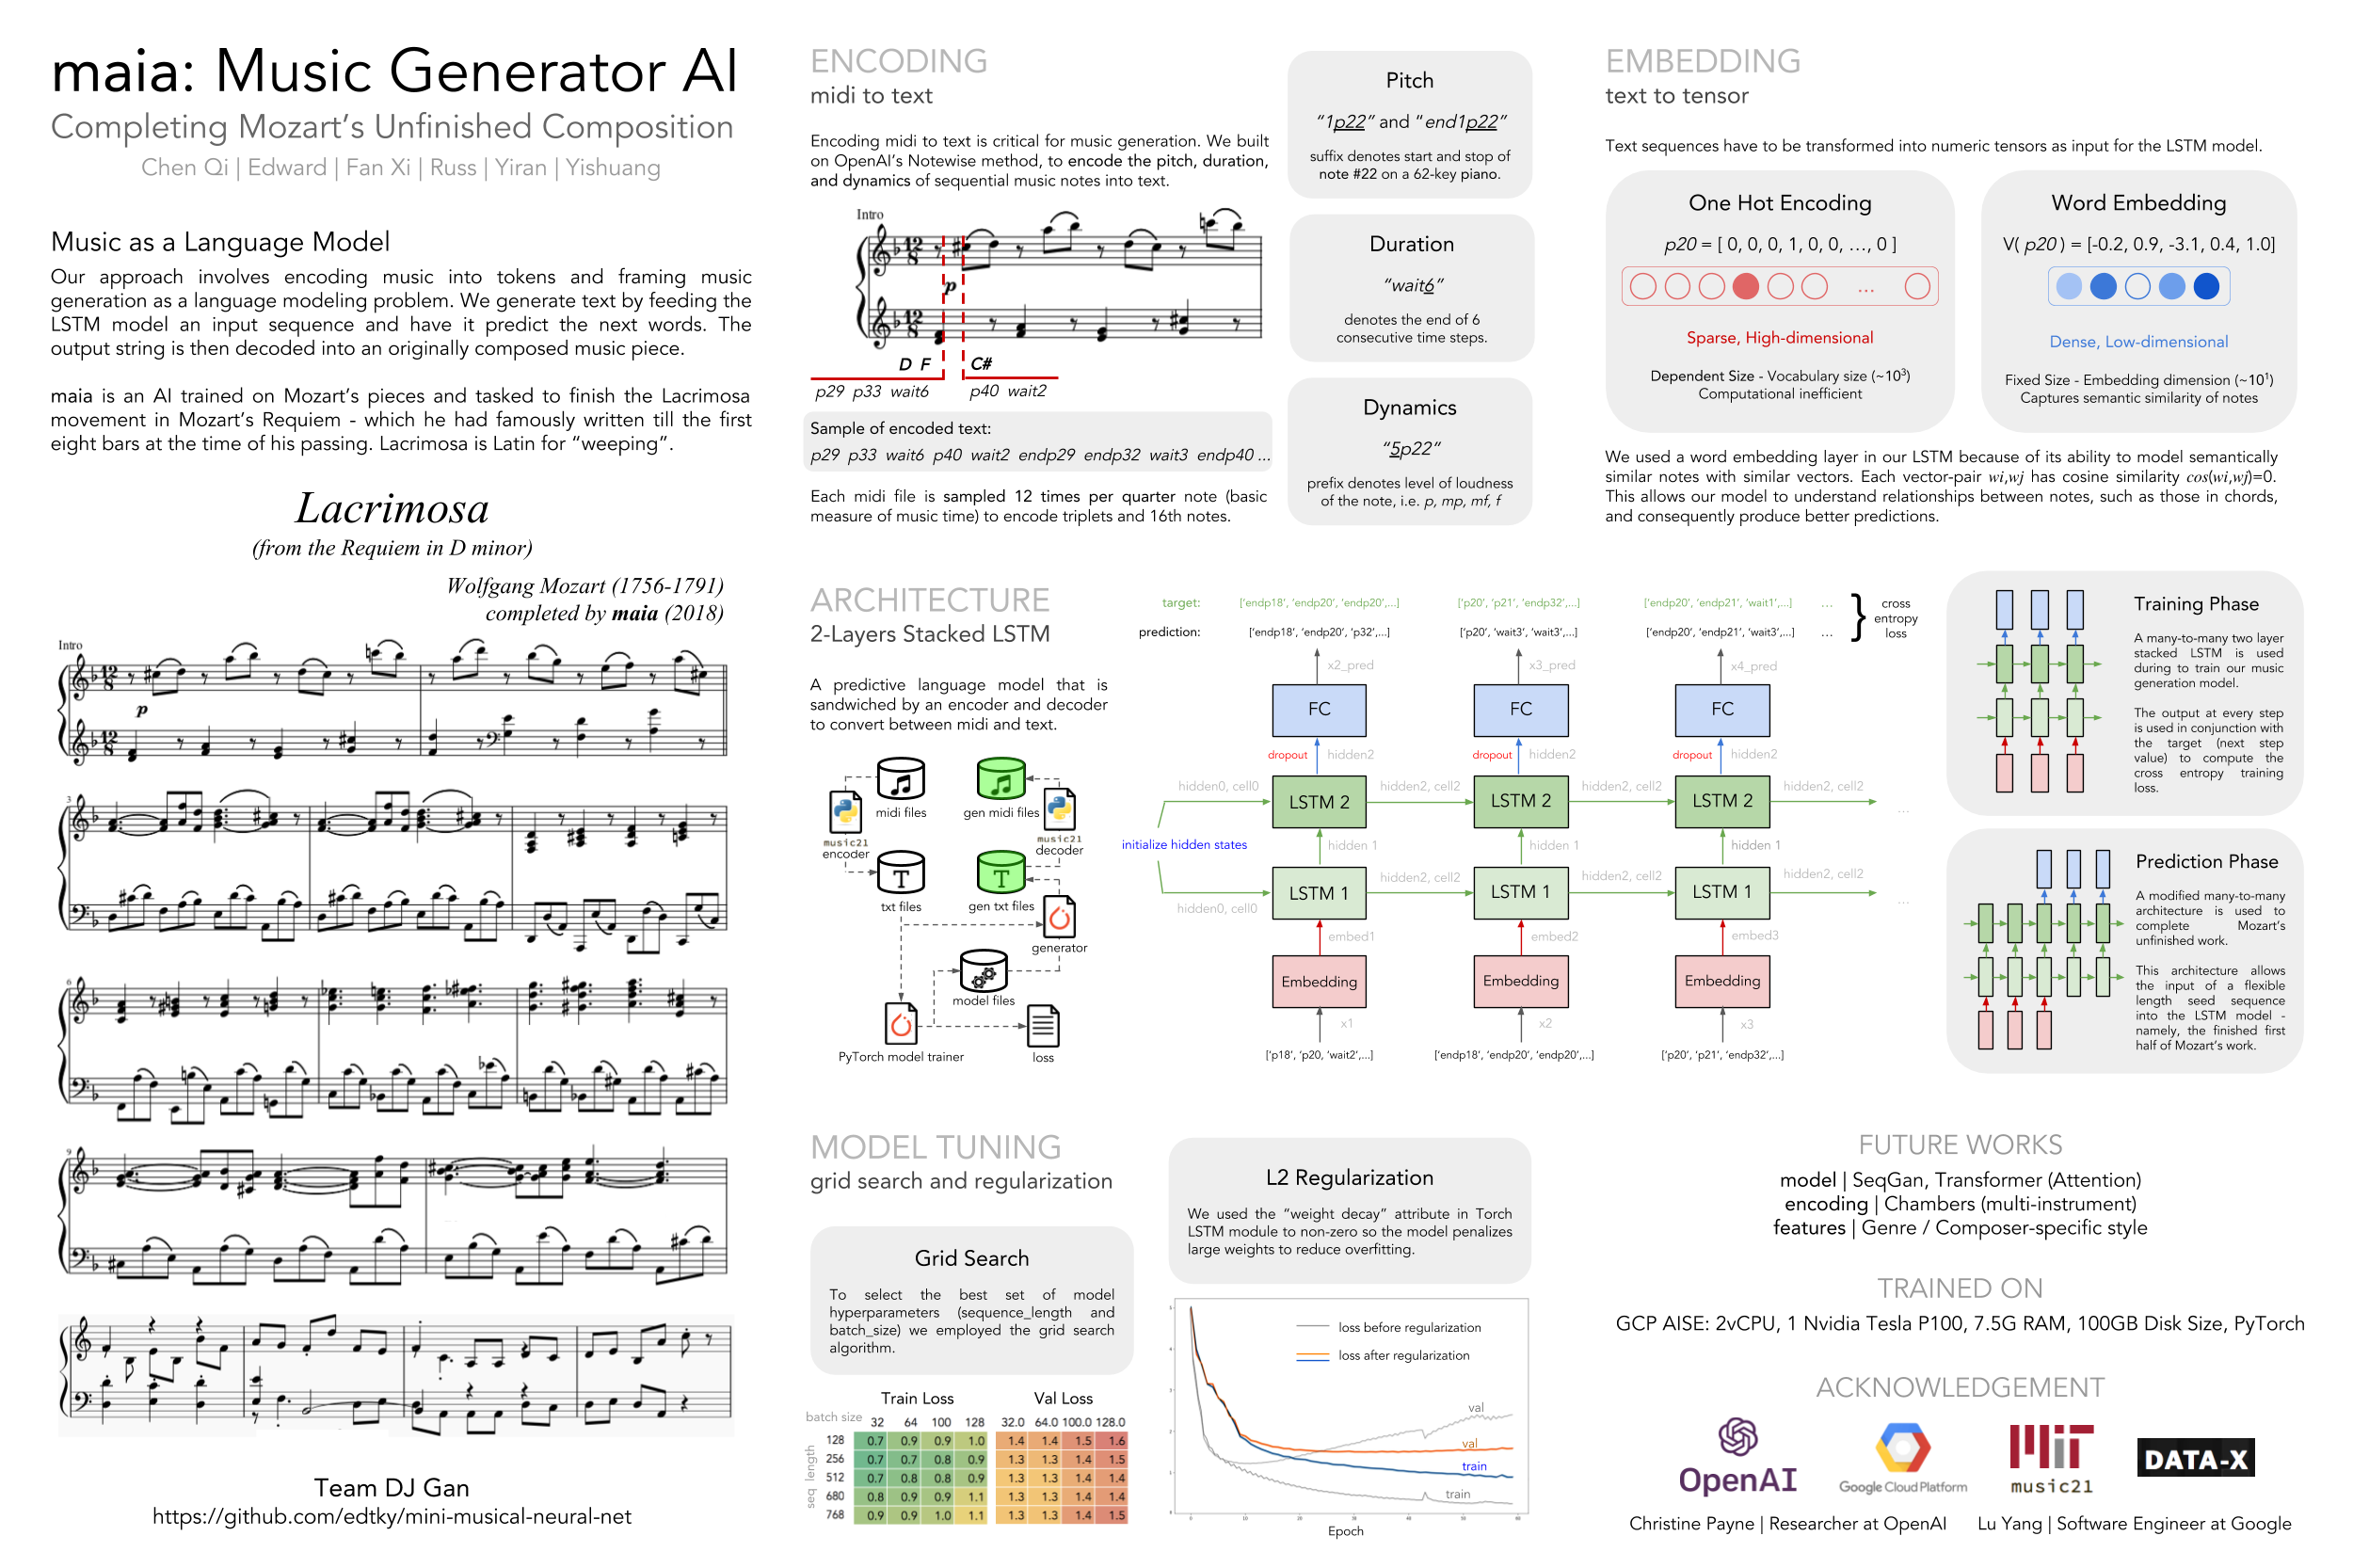 maia: Music Generator AI
Completing Mozart's Unfinished Composition
Chen Qi | Edward | Fan Xi | Russ | Yiran | Yishuang
Music as a Language Model
Our approach involves encoding music into tokens and framing music
generation as a language modeling problem. We generate text by feeding the
LSTM model an input sequence and have it predict the next words. The
output string is then decoded into an originally composed music piece.
maia is an AI trained on Mozart's pieces and tasked to finish the Lacrimosa
movement in Mozart's Requiem - which he had famously written till the first
eight bars at the time of his passing. Lacrimosa is Latin for “weeping”.
Lacrimosa
(from the Requiem in D minor)
Wolfgang Mozart (1756-1791)
completed by maia (2018)
Intro
12 8
p
12 8
3
6
9
Team DJ Gan
https://github.com/edtky/mini-musical-neural-net
ENCODING
midi to text
Encoding midi to text is critical for music generation. We built
on OpenAI's Notewise method, to encode the pitch, duration,
and dynamics of sequential music notes into text.
Intro
12 8
p
12 8
D F C#
p29 p33 wait6 p40 wait2
Sample of encoded text:
p29 p33 wait6 p40 wait2 endp29 endp32 wait3 endp40 ...
Each midi file is sampled 12 times per quarter note (basic
measure of music time) to encode triplets and 16th notes.
Pitch
“1p22” and “end1p22”
suffix denotes start and stop of
note #22 on a 62-key piano.
Duration
“wait6”
denotes the end of 6
consecutive time steps.
Dynamics
“5p22”
prefix denotes level of loudness
of the note, i.e. p, mp, mf, f
EMBEDDING
text to tensor
Text sequences have to be transformed into numeric tensors as input for the LSTM model.
One Hot Encoding
p20 = [ 0, 0, 0, 1, 0, 0, …, 0 ]
...
Sparse, High-dimensional
Dependent Size - Vocabulary size (~10³)
Computational inefficient
Word Embedding
V( p20 ) = [-0.2, 0.9, -3.1, 0.4, 1.0]
Dense, Low-dimensional
Fixed Size - Embedding dimension (~10¹)
Captures semantic similarity of notes
We used a word embedding layer in our LSTM because of its ability to model semantically
similar notes with similar vectors. Each vector-pair wi,wj has cosine similarity cos(wi,wj)=0.
This allows our model to understand relationships between notes, such as those in chords,
and consequently produce better predictions.
ARCHITECTURE
2-Layers Stacked LSTM
A predictive language model that is
sandwiched by an encoder and decoder
to convert between midi and text.
midi files
gen midi files
music21
encoder
music21
decoder
txt files
gen txt files
generator
model files
PyTorch model trainer
loss
target: ['endp18', 'endp20', 'endp20',...] ['p20', 'p21', 'endp32',...] ['endp20', 'endp21', 'wait1',...] ...
prediction: ['endp18', 'endp20', 'p32',...] ['p20', 'wait3', 'wait3',...] ['endp20', 'endp21', 'wait3',...] ...
} cross
entropy
loss
x2_pred x3_pred x4_pred
FC FC FC
dropout hidden2 dropout hidden2 dropout hidden2
hidden0, cell0 hidden2, cell2 hidden2, cell2 hidden2, cell2
LSTM 2 LSTM 2 LSTM 2 ...
initialize hidden states
hidden 1 hidden 1 hidden 1
hidden2, cell2 hidden2, cell2 hidden2, cell2
LSTM 1 LSTM 1 LSTM 1 ...
hidden0, cell0
embed1 embed2 embed3
Embedding Embedding Embedding
x1 x2 x3
['p18', 'p20, 'wait2',...] ['endp18', 'endp20', 'endp20',...] ['p20', 'p21', 'endp32',...]
Training Phase
A many-to-many two layer
stacked LSTM is used
during to train our music
generation model.
The output at every step
is used in conjunction with
the target (next step
value) to compute the
cross entropy training
loss.
Prediction Phase
A modified many-to-many
architecture is used to
complete Mozart's
unfinished work.
This architecture allows
the input of a flexible
length seed sequence
into the LSTM model -
namely, the finished first
half of Mozart's work.
MODEL TUNING
grid search and regularization
Grid Search
To select the best set of model
hyperparameters (sequence_length and
batch_size) we employed the grid search
algorithm.
Train Loss Val Loss
batch size 32 64 100 128 32.0 64.0 100.0 128.0
seq length
128 0.7 0.9 0.9 1.0 1.4 1.4 1.5 1.6
256 0.7 0.7 0.8 0.9 1.3 1.3 1.4 1.5
512 0.7 0.8 0.8 0.9 1.3 1.3 1.4 1.4
680 0.8 0.9 0.9 1.1 1.3 1.3 1.4 1.4
768 0.9 0.9 1.0 1.1 1.3 1.3 1.4 1.5
L2 Regularization
We used the “weight decay” attribute in Torch
LSTM module to non-zero so the model penalizes
large weights to reduce overfitting.
loss before regularization
loss after regularization
val
val
train
train
0 10 20 30 40 50 60
Epoch
FUTURE WORKS
model | SeqGan, Transformer (Attention)
encoding | Chambers (multi-instrument)
features | Genre / Composer-specific style
TRAINED ON
GCP AISE: 2vCPU, 1 Nvidia Tesla P100, 7.5G RAM, 100GB Disk Size, PyTorch
ACKNOWLEDGEMENT
OpenAI
Google Cloud Platform
MIT
music21
DATA-X
Christine Payne | Researcher at OpenAI Lu Yang | Software Engineer at Google